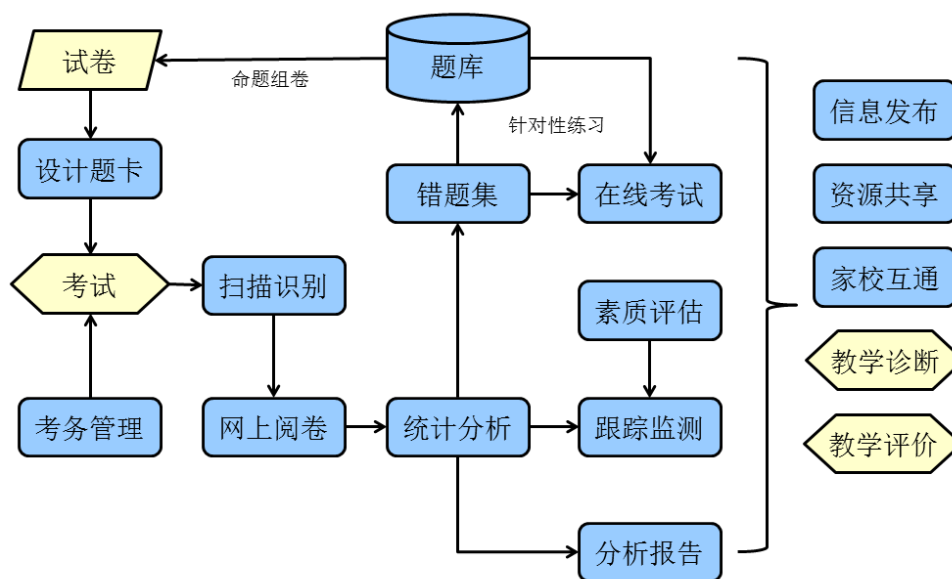 试卷
命题组卷
题库
信息发布
针对性练习
设计题卡
错题集
在线考试
资源共享
考试
扫描识别
素质评估
家校互通
教学诊断
考务管理
网上阅卷
统计分析
跟踪监测
教学评价
分析报告